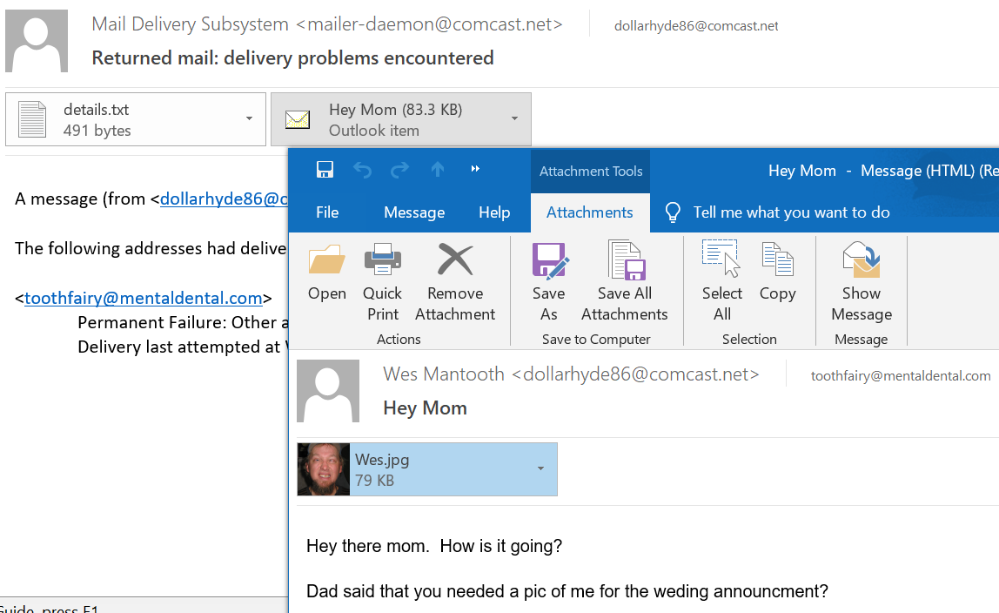 Mail Delivery Subsystem <mailer-daemon@comcast.net> dollarhyde86@comcast.net
Returned mail: delivery problems encountered
details.txt
491 bytes
Hey Mom (83.3 KB)
Outlook item
A message (from <dollarhyde86@
The following addresses had
<toothfairy@mentaldental.com>
Permanent Failure: Other
Delivery last attempted at
Guide, press F1
Attachment Tools
Hey Mom - Message (HTML)
File Message Help Attachments Tell me what you want to do
Open
Quick Print
Remove Attachment
Actions
Save As
Save All Attachments
Save to Computer
Select All
Copy
Selection
Show Message
Message
Wes Mantooth <dollarhyde86@comcast.net> toothfairy@mentaldental.com
Hey Mom
Wes.jpg
79 KB
Hey there mom.  How is it going?
Dad said that you needed a pic of me for the weding announcment?